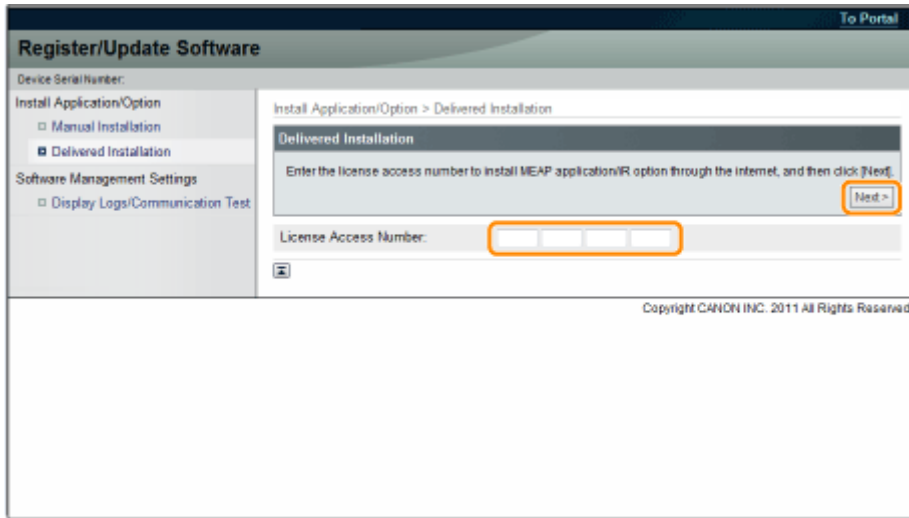 To Portal
Register/Update Software
Device Serial Number:
Install Application/Option
Manual Installation
Delivered Installation
Software Management Settings
Display Logs/Communication Test
Install Application/Option > Delivered Installation
Delivered Installation
Enter the license access number to install MEAP application/iR option through the internet, and then click [Next].
Next >
License Access Number:
Copyright CANON INC. 2011 All Rights Reserved